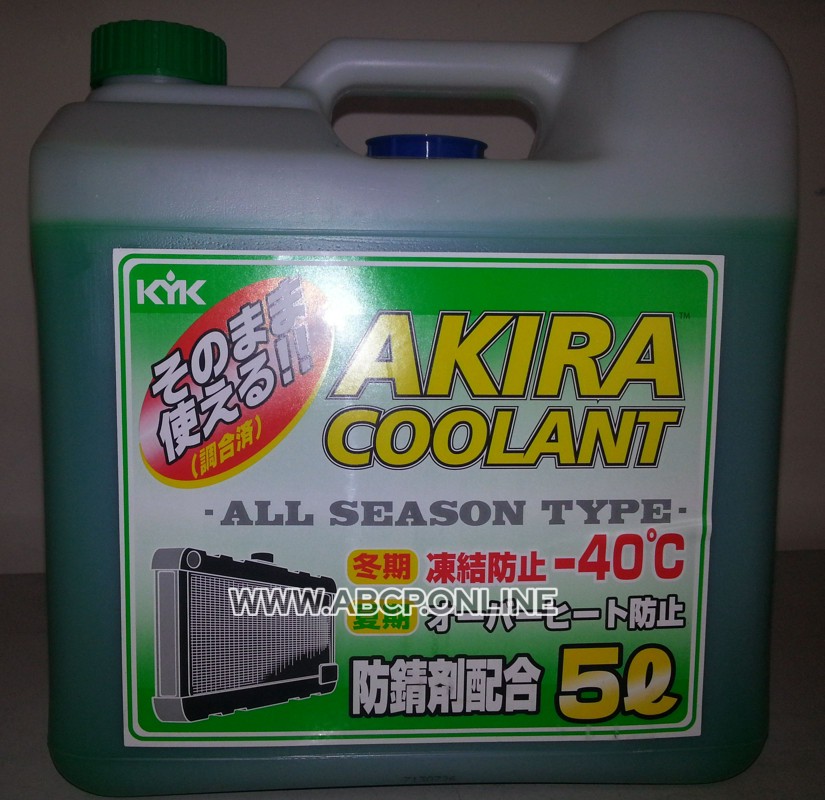 KYK
そのまま
使える!!
(調合済)
AKIRA™
COOLANT
-ALL SEASON TYPE-
冬期 凍結防止 -40℃
WWW.ABCP.ONLINE
夏期 オーバーヒート防止
防錆剤配合 5ℓ